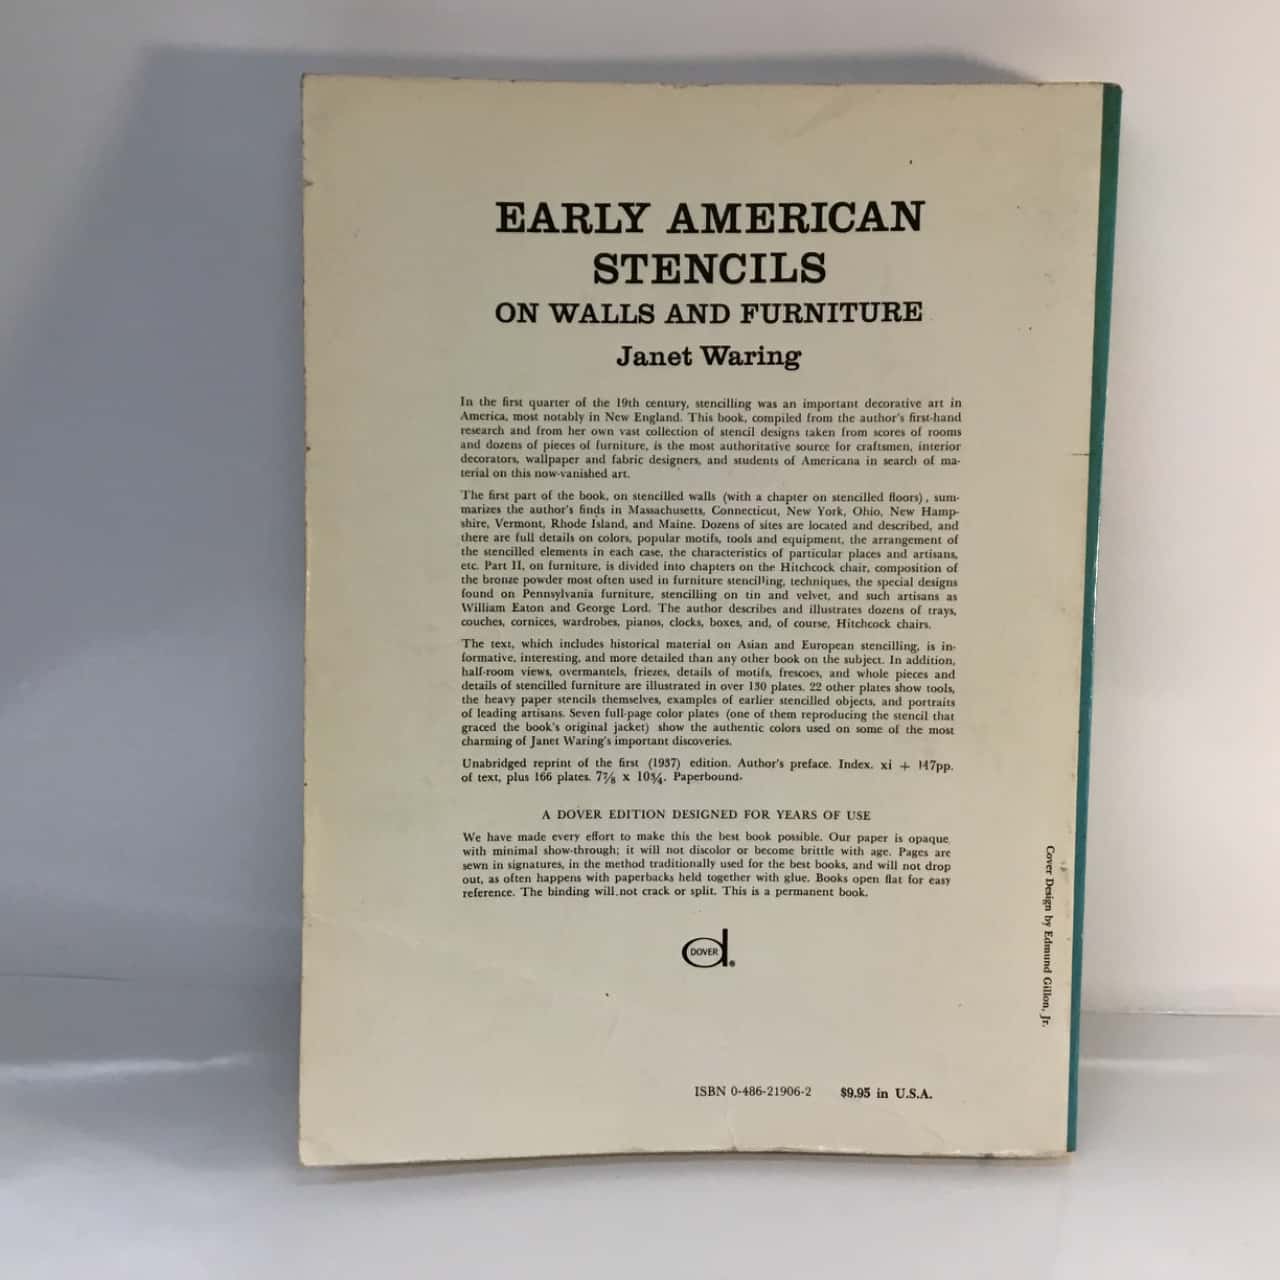 EARLY AMERICAN
STENCILS
ON WALLS AND FURNITURE
Janet Waring
In the first quarter of the 19th century, stencilling was an important decorative art in
America, most notably in New England. This book, compiled from the author's first-hand
research and from her own vast collection of stencil designs taken from scores of rooms
and dozens of pieces of furniture, is the most authoritative source for craftsmen, interior
decorators, wallpaper and fabric designers, and students of Americana in search of ma-
terial on this now-vanished art.
The first part of the book, on stencilled walls (with a chapter on stencilled floors), sum-
marizes the author's finds in Massachusetts, Connecticut, New York, Ohio, New Hamp-
shire, Vermont, Rhode Island, and Maine. Dozens of sites are located and described, and
there are full details on colors, popular motifs, tools and equipment, the arrangement of
the stencilled elements in each case, the characteristics of particular places and artisans,
etc. Part II, on furniture, is divided into chapters on the Hitchcock chair, composition of
the bronze powder most often used in furniture stencilling, techniques, the special designs
found on Pennsylvania furniture, stencilling on tin and velvet, and such artisans as
William Eaton and George Lord. The author describes and illustrates dozens of trays,
couches, cornices, wardrobes, pianos, clocks, boxes, and, of course, Hitchcock chairs.
The text, which includes historical material on Asian and European stencilling, is in-
formative, interesting, and more detailed than any other book on the subject. In addition,
half-room views, overmantels, friezes, details of motifs, frescoes, and whole pieces and
details of stencilled furniture are illustrated in over 130 plates. 22 other plates show tools,
the heavy paper stencils themselves, examples of earlier stencilled objects, and portraits
of leading artisans. Seven full-page color plates (one of them reproducing the stencil that
graced the book's original jacket) show the authentic colors used on some of the most
charming of Janet Waring's important discoveries.
Unabridged reprint of the first (1937) edition. Author's preface. Index. xi + 147pp.
of text, plus 166 plates. 7⅞ x 10¾. Paperbound.
A DOVER EDITION DESIGNED FOR YEARS OF USE
We have made every effort to make this the best book possible. Our paper is opaque,
with minimal show-through; it will not discolor or become brittle with age. Pages are
sewn in signatures, in the method traditionally used for the best books, and will not drop
out, as often happens with paperbacks held together with glue. Books open flat for easy
reference. The binding will not crack or split. This is a permanent book.
DOVER
®
Cover Design by Edmund Gillon, Jr.
ISBN 0-486-21906-2 $9.95 in U.S.A.